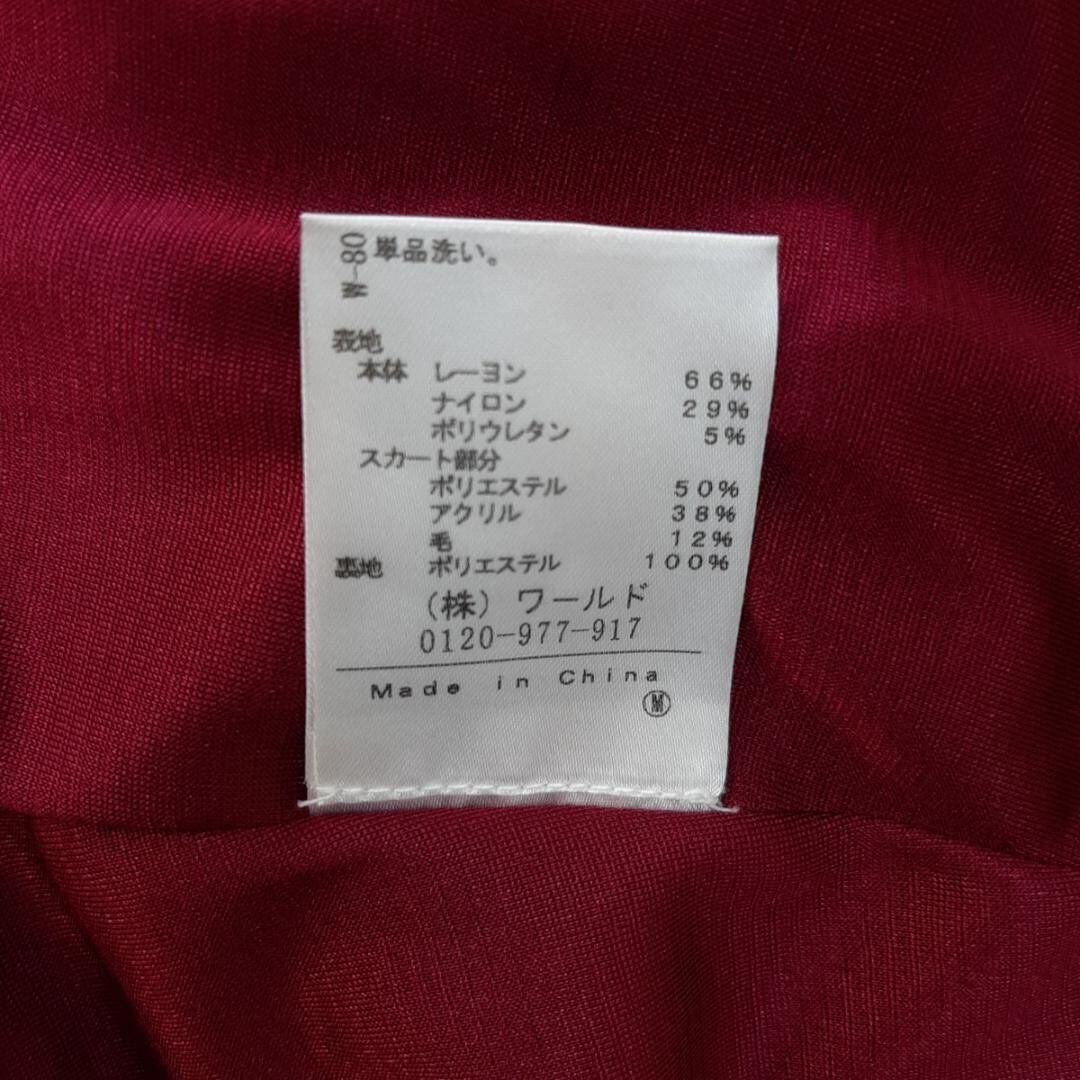 W-80
単品洗い。
表地
本体 レーヨン 66%
ナイロン 29%
ポリウレタン 5%
スカート部分
ポリエステル 50%
アクリル 38%
毛 12%
裏地 ポリエステル 100%
(株) ワールド
0120-977-917
Made in China
Ⓜ